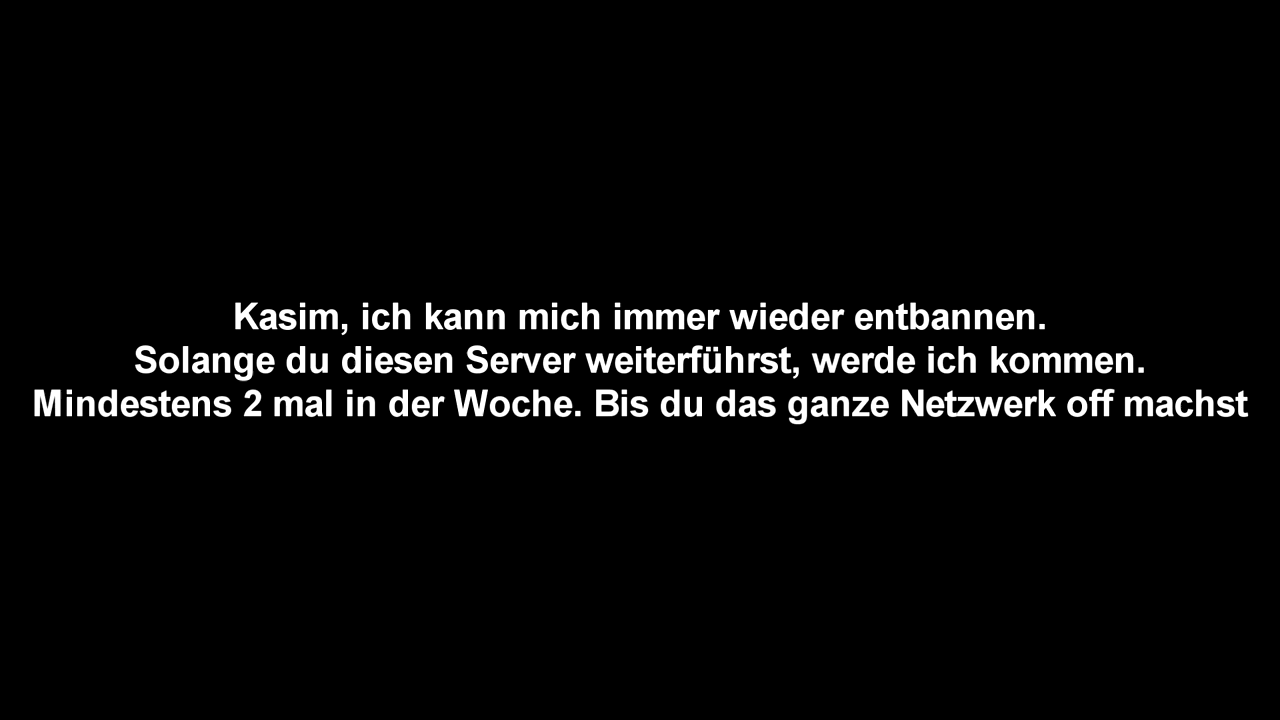 Kasim, ich kann mich immer wieder entbannen.
Solange du diesen Server weiterführst, werde ich kommen.
Mindestens 2 mal in der Woche. Bis du das ganze Netzwerk off machst